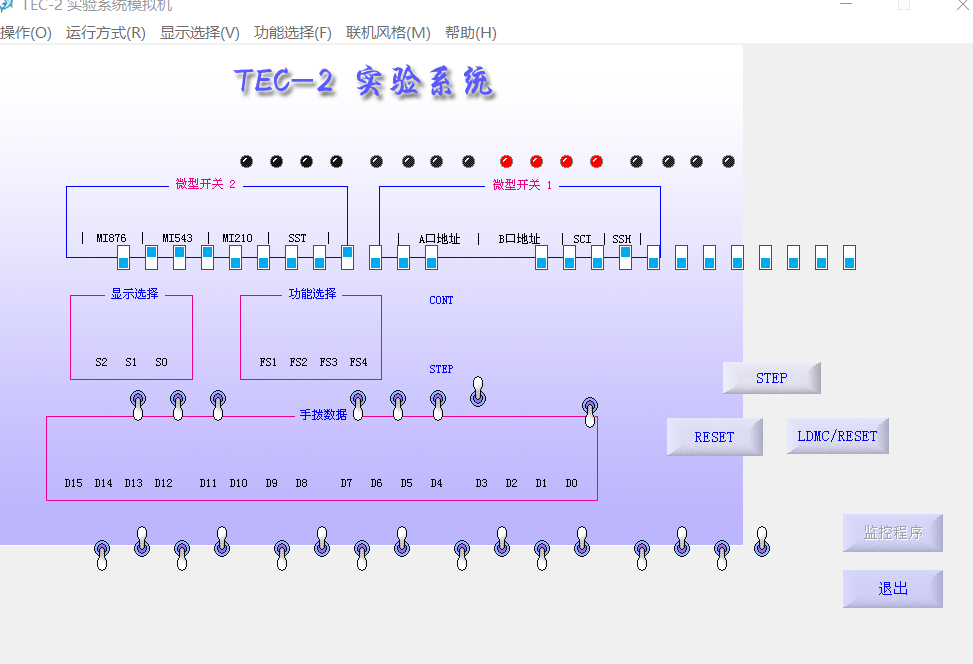 TEC-2 实验系统模拟机
操作(O) 运行方式(R) 显示选择(V) 功能选择(F) 联机风格(M) 帮助(H)
TEC-2 实验系统
微型开关 2 微型开关 1
| MI876 | MI543 | MI210 | SST | | A口地址 | B口地址 | SCI | SSH |
显示选择 功能选择 CONT
S2 S1 S0 FS1 FS2 FS3 FS4 STEP
STEP
手拨数据
RESET LDMC/RESET
D15 D14 D13 D12 D11 D10 D9 D8 D7 D6 D5 D4 D3 D2 D1 D0
监控程序
退出